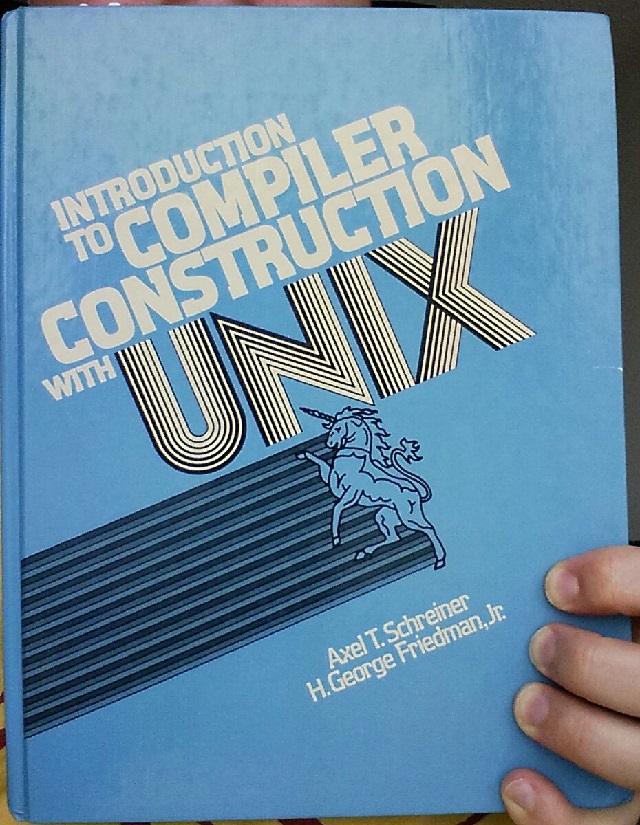 INTRODUCTION
TO COMPILER
CONSTRUCTION
WITH UNIX
Axel T. Schreiner
H. George Friedman, Jr.